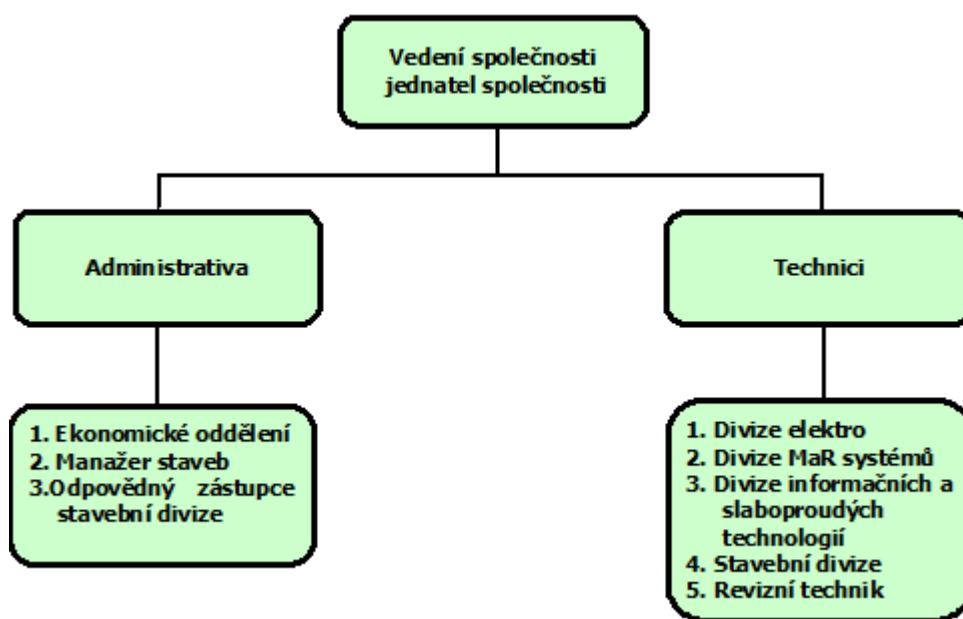 Vedení společnosti
jednatel společnosti
Administrativa
Technici
1. Ekonomické oddělení
2. Manažer staveb
3.Odpovědný zástupce
stavební divize
1. Divize elektro
2. Divize MaR systémů
3. Divize informačních a
slaboproudých
technologií
4. Stavební divize
5. Revizní technik